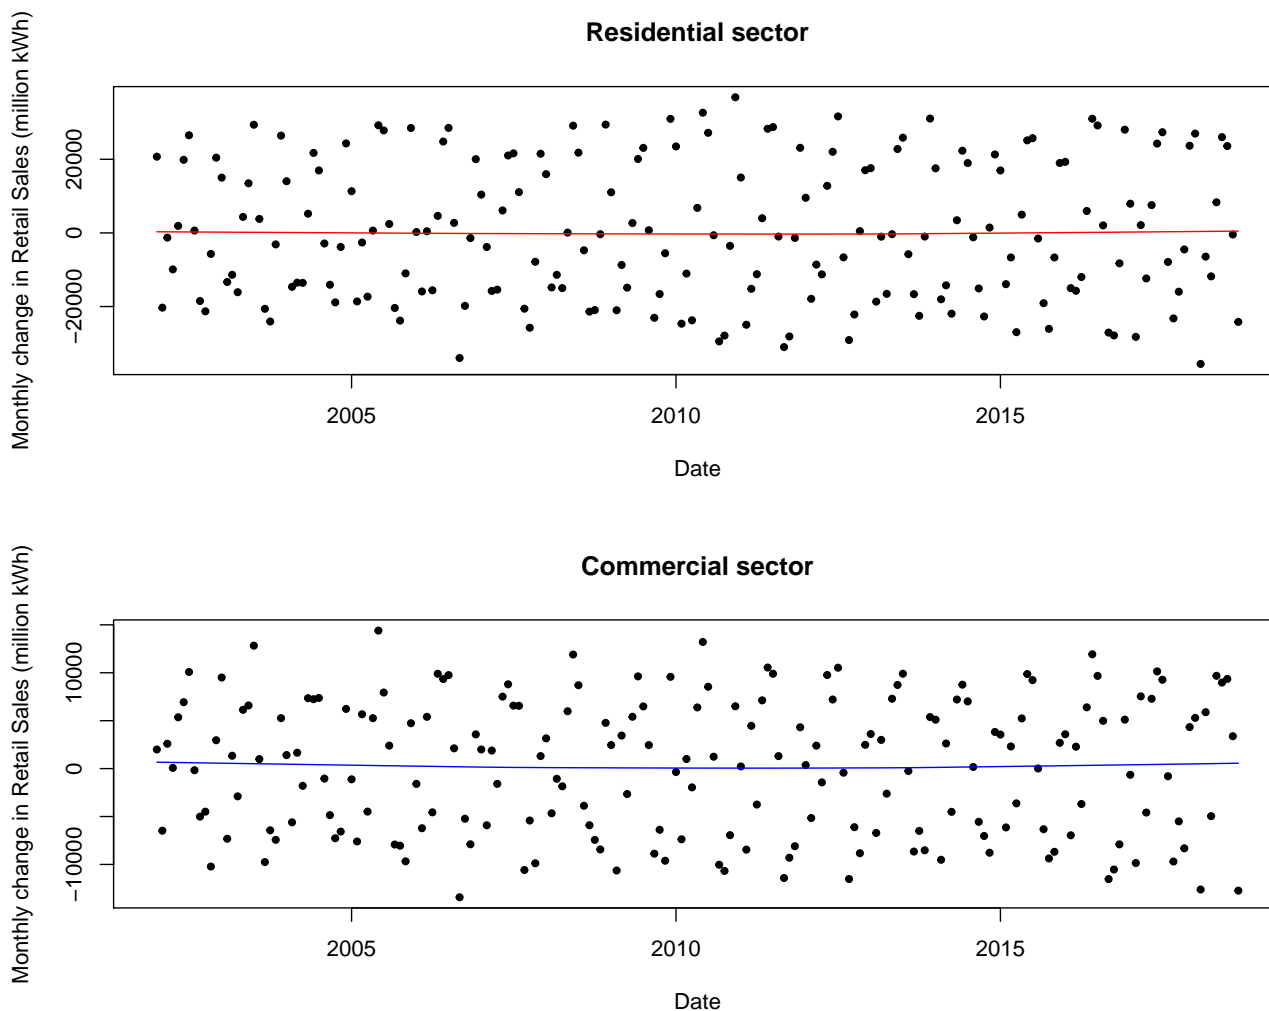 Residential sector
Monthly change in Retail Sales (million kWh)
20000
0
−20000
2005 2010 2015
Date
Commercial sector
Monthly change in Retail Sales (million kWh)
10000
0
−10000
2005 2010 2015
Date